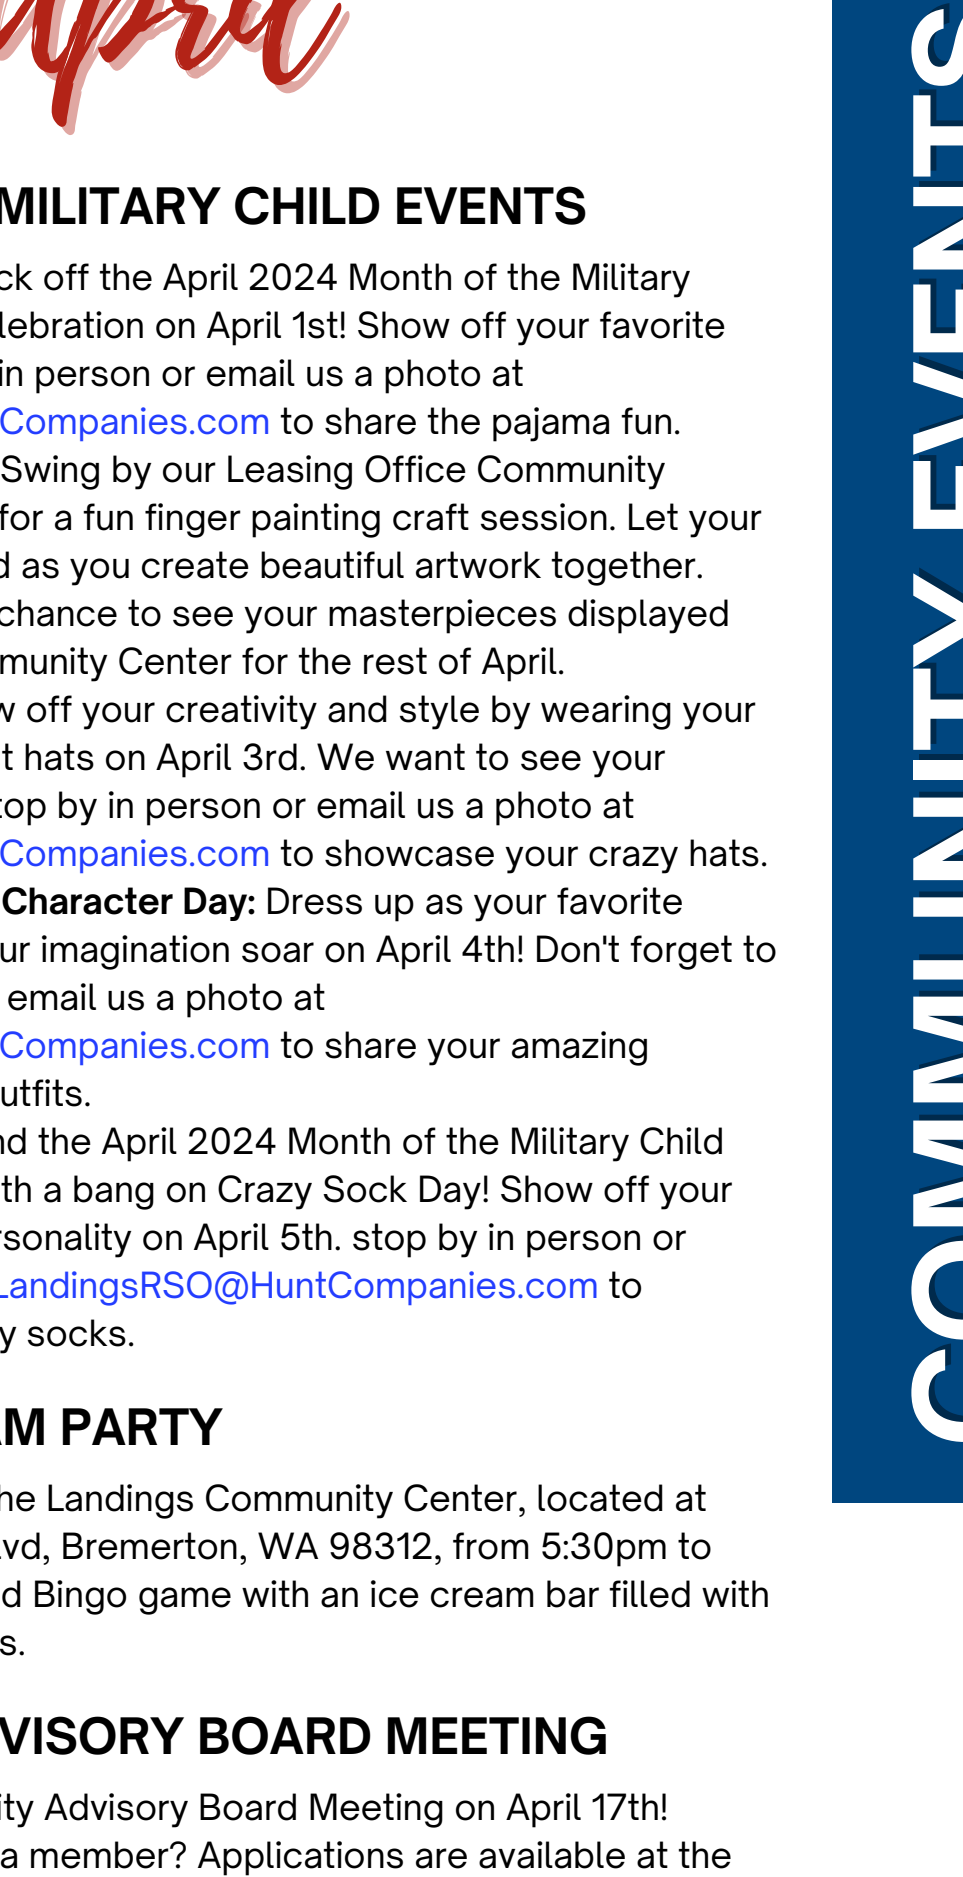 April
MILITARY CHILD EVENTS
ck off the April 2024 Month of the Military
lebration on April 1st! Show off your favorite
in person or email us a photo at
Companies.com to share the pajama fun.
Swing by our Leasing Office Community
for a fun finger painting craft session. Let your
d as you create beautiful artwork together.
chance to see your masterpieces displayed
munity Center for the rest of April.
w off your creativity and style by wearing your
t hats on April 3rd. We want to see your
top by in person or email us a photo at
Companies.com to showcase your crazy hats.
Character Day: Dress up as your favorite
ur imagination soar on April 4th! Don't forget to
email us a photo at
Companies.com to share your amazing
utfits.
nd the April 2024 Month of the Military Child
th a bang on Crazy Sock Day! Show off your
rsonality on April 5th. stop by in person or
LandingsRSO@HuntCompanies.com to
y socks.
AM PARTY
he Landings Community Center, located at
lvd, Bremerton, WA 98312, from 5:30pm to
d Bingo game with an ice cream bar filled with
s.
VISORY BOARD MEETING
ity Advisory Board Meeting on April 17th!
a member? Applications are available at the
COMMUNITY EVENTS